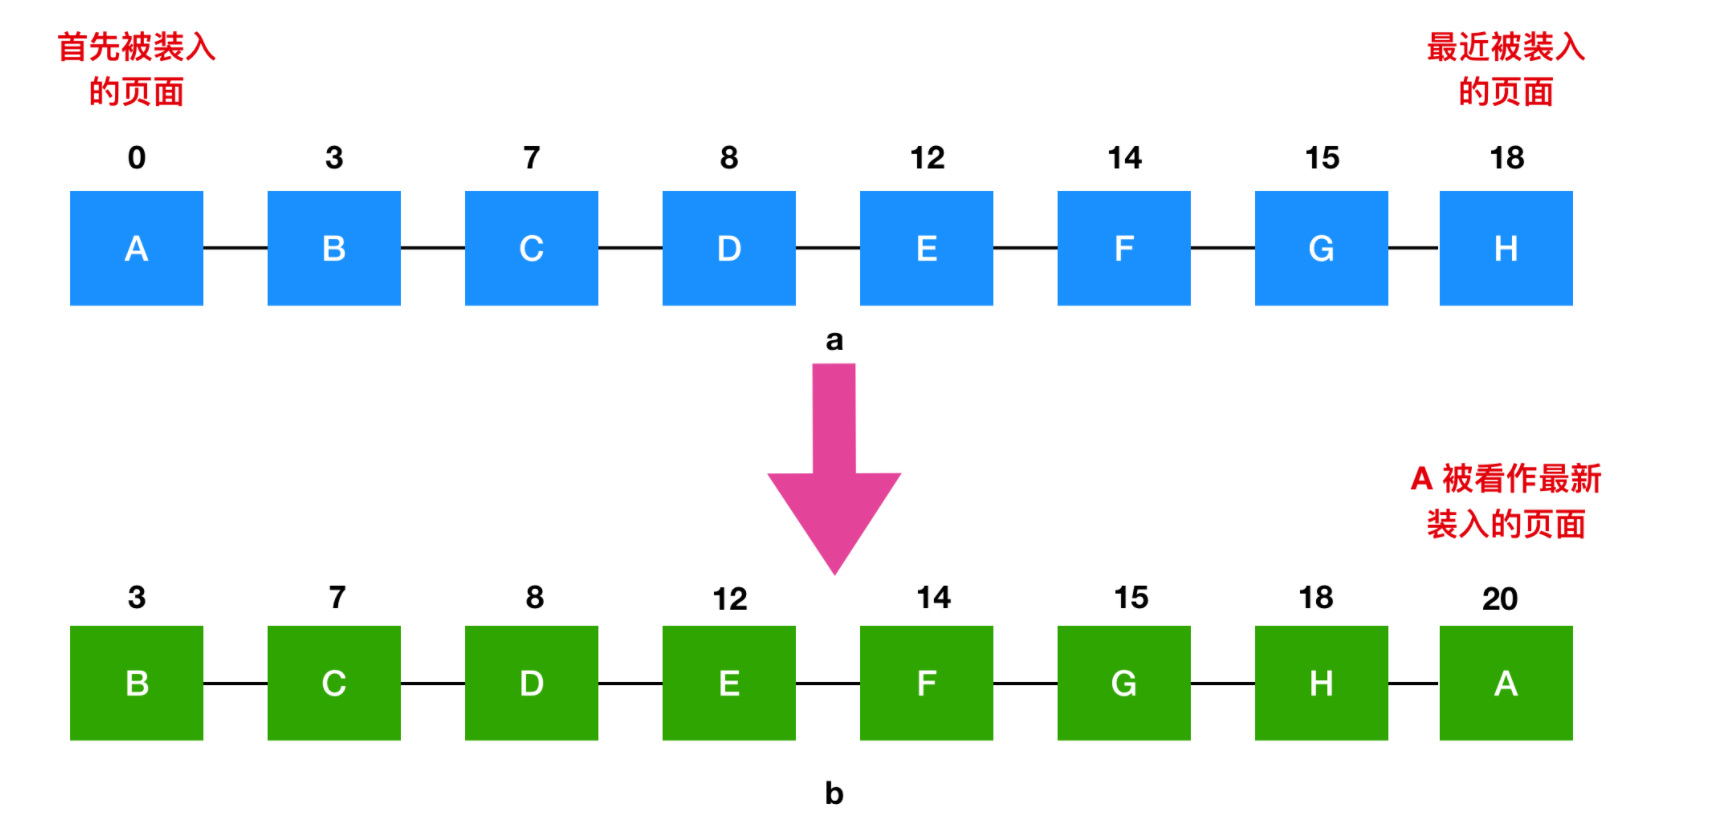 首先被装入
的页面
最近被装入
的页面
0 3 7 8 12 14 15 18
A B C D E F G H
a
A 被看作最新
装入的页面
3 7 8 12 14 15 18 20
B C D E F G H A
b